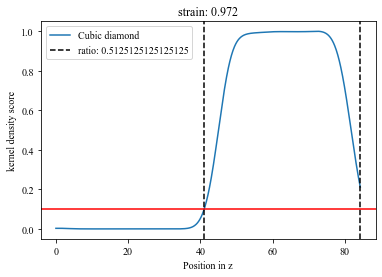 strain: 0.972
Cubic diamond
ratio: 0.5125125125125125
kernel density score
1.0
0.8
0.6
0.4
0.2
0.0
0 20 40 60 80
Position in z